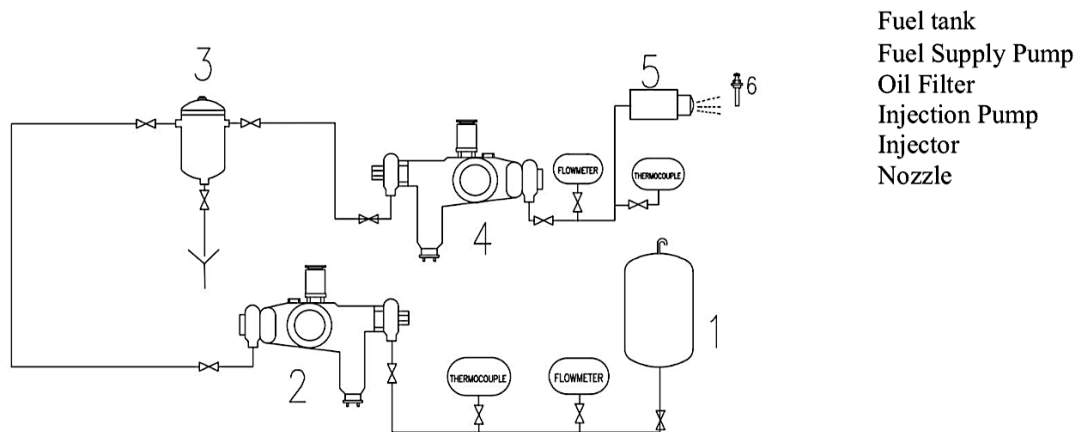 Fuel tank
Fuel Supply Pump
Oil Filter
Injection Pump
Injector
Nozzle
3
5
6
FLOWMETER
THERMOCOUPLE
4
1
2
THERMOCOUPLE
FLOWMETER